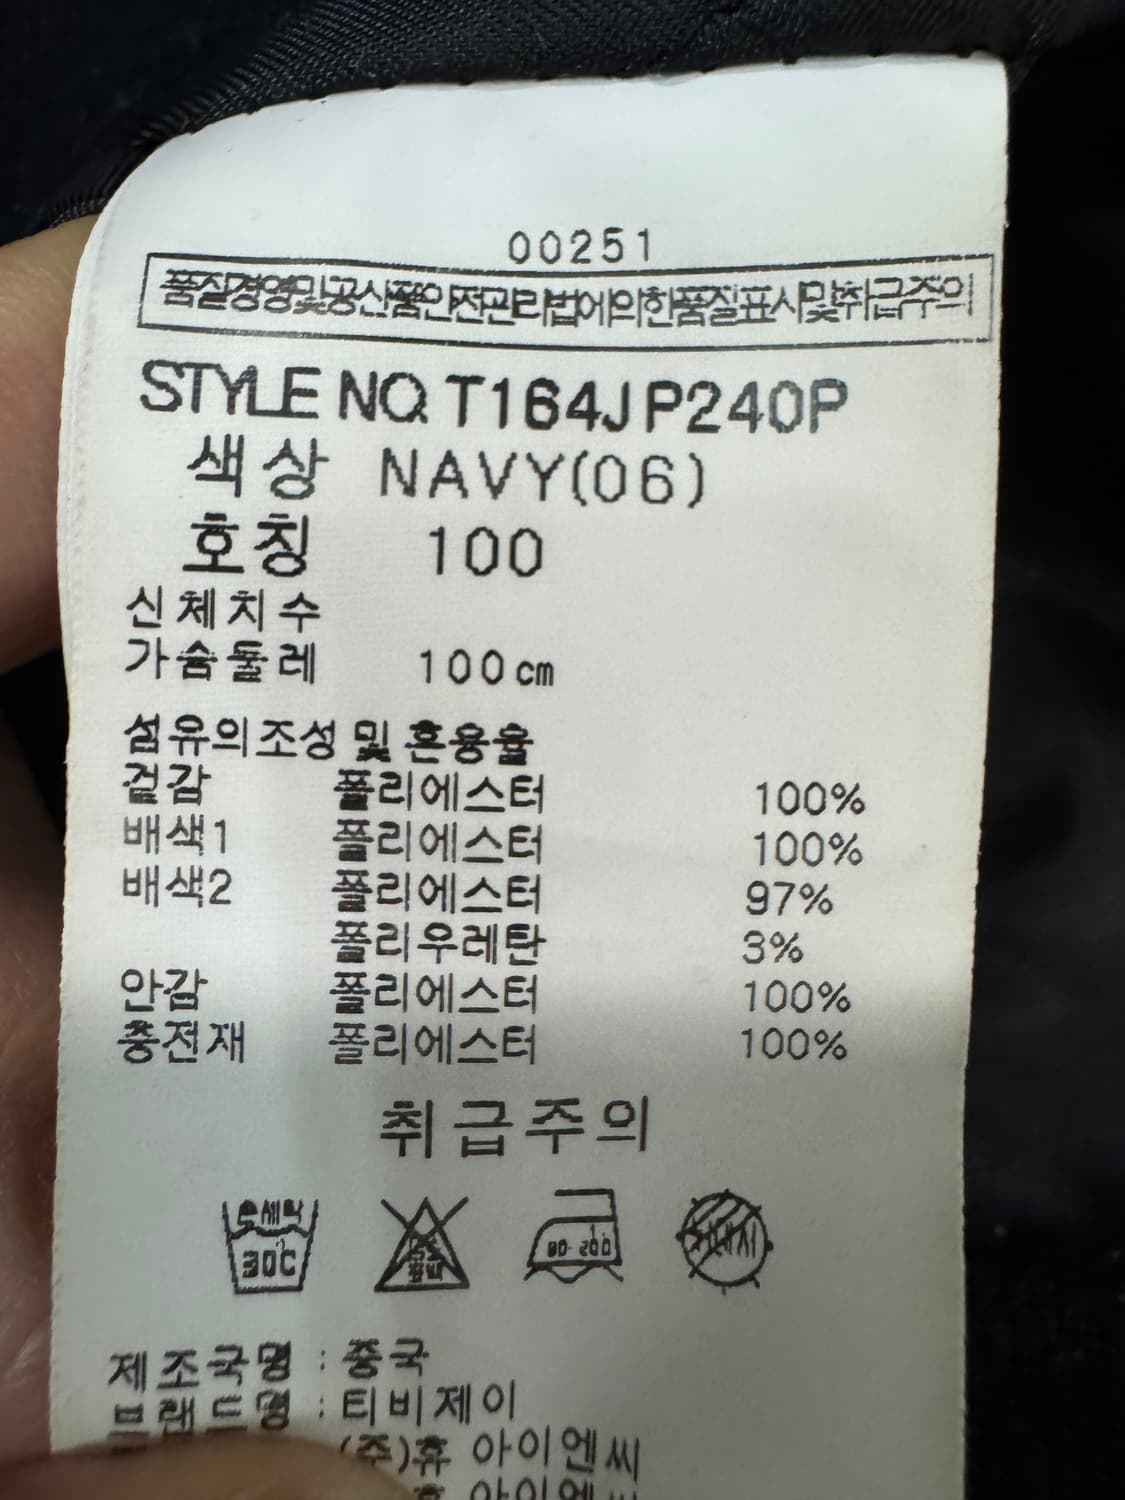 00251
품질경영및공산품안전관리법에의한품질표시및취급주의
STYLE NO. T164JP240P
색상 NAVY(06)
호칭 100
신체치수
가슴둘레 100cm
섬유의조성 및 혼용율
겉감 폴리에스터 100%
배색1 폴리에스터 100%
배색2 폴리에스터 97%
폴리우레탄 3%
안감 폴리에스터 100%
충전재 폴리에스터 100%
취급주의
손세탁
30℃
제조국명 : 중국
브랜드명 : 티비제이
(주)휴 아이엔씨
휴 아이엔씨